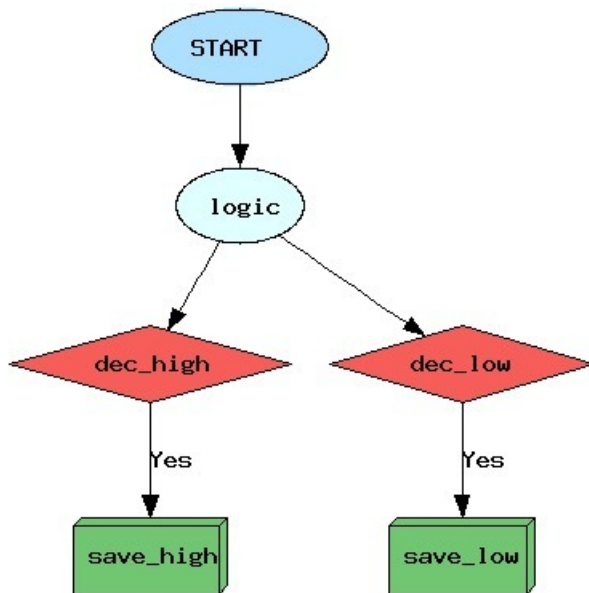 START
logic
dec_high
dec_low
Yes
Yes
save_high
save_low